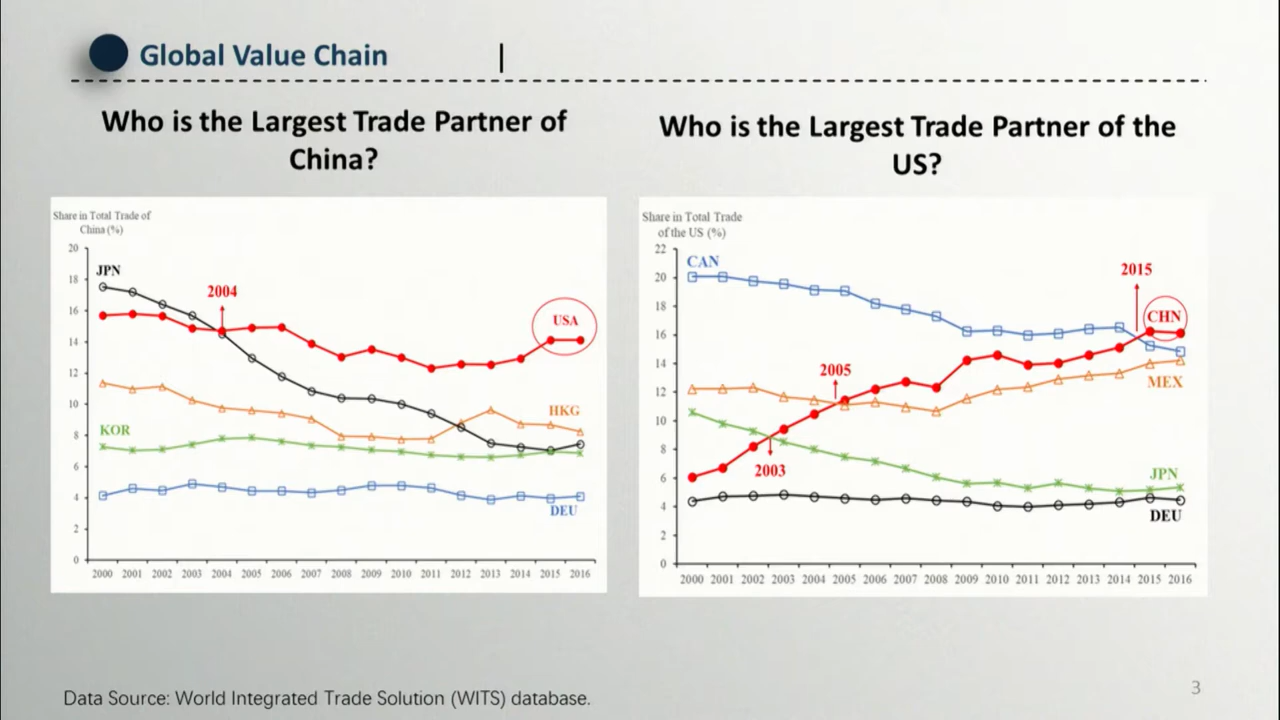 Global Value Chain
|
Who is the Largest Trade Partner of
China?
Share in Total Trade of
China (%)
20
18
16
14
12
10
8
6
4
2
0
JPN
2004
USA
HKG
KOR
DEU
2000 2001 2002 2003 2004 2005 2006 2007 2008 2009 2010 2011 2012 2013 2014 2015 2016
Who is the Largest Trade Partner of the
US?
Share in Total Trade
of the US (%)
22
20
18
16
14
12
10
8
6
4
2
0
CAN
2015
CHN
2005
MEX
2003
JPN
DEU
2000 2001 2002 2003 2004 2005 2006 2007 2008 2009 2010 2011 2012 2013 2014 2015 2016
Data Source: World Integrated Trade Solution (WITS) database.
3